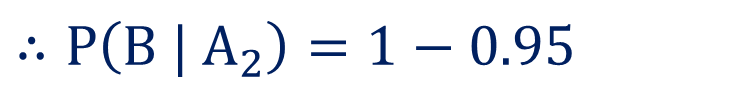 ∴ P(B | A₂) = 1 − 0.95